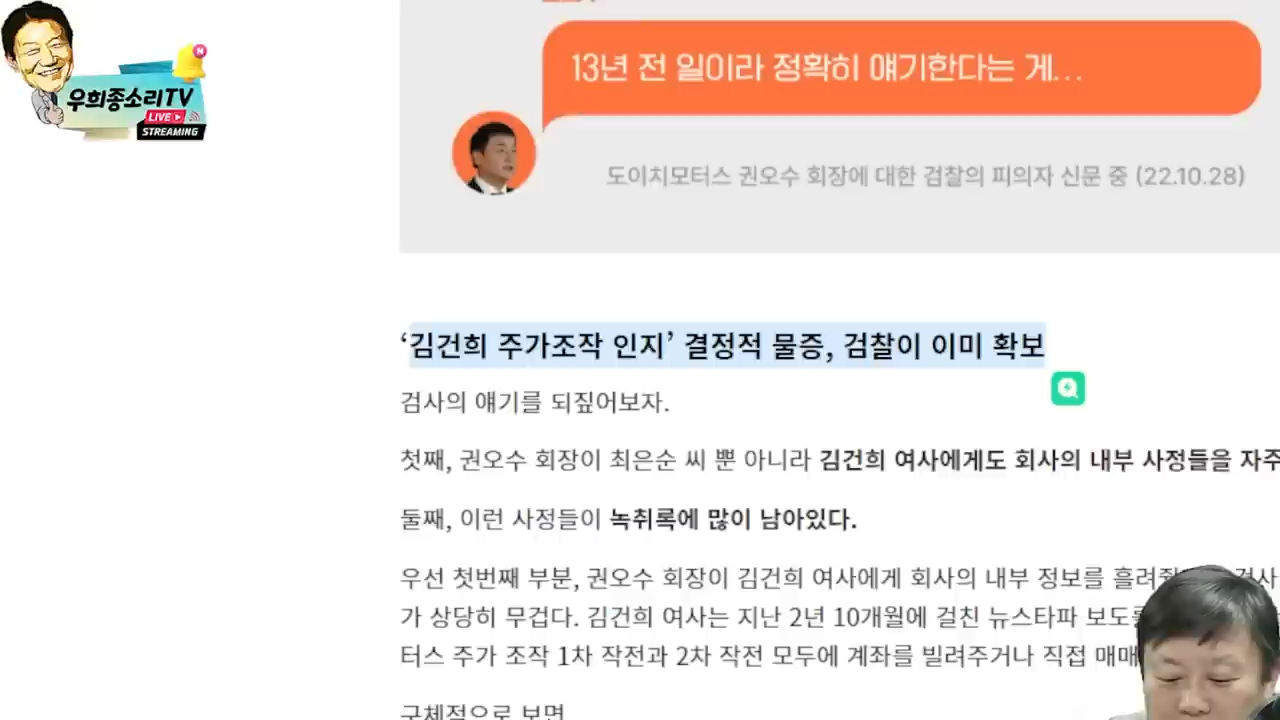 우희종소리TV
LIVE
STREAMING
N
13년 전 일이라 정확히 얘기한다는 게...
도이치모터스 권오수 회장에 대한 검찰의 피의자 신문 중 (22.10.28)
‘김건희 주가조작 인지’ 결정적 물증, 검찰이 이미 확보
검사의 얘기를 되짚어보자.
첫째, 권오수 회장이 최은순 씨 뿐 아니라 김건희 여사에게도 회사의 내부 사정들을 자주
둘째, 이런 사정들이 녹취록에 많이 남아있다.
우선 첫번째 부분, 권오수 회장이 김건희 여사에게 회사의 내부 정보를 흘려 검사
가 상당히 무겁다. 김건희 여사는 지난 2년 10개월에 걸친 뉴스타파 보도
터스 주가 조작 1차 작전과 2차 작전 모두에 계좌를 빌려주거나 직접 매매
구체적으로 보면